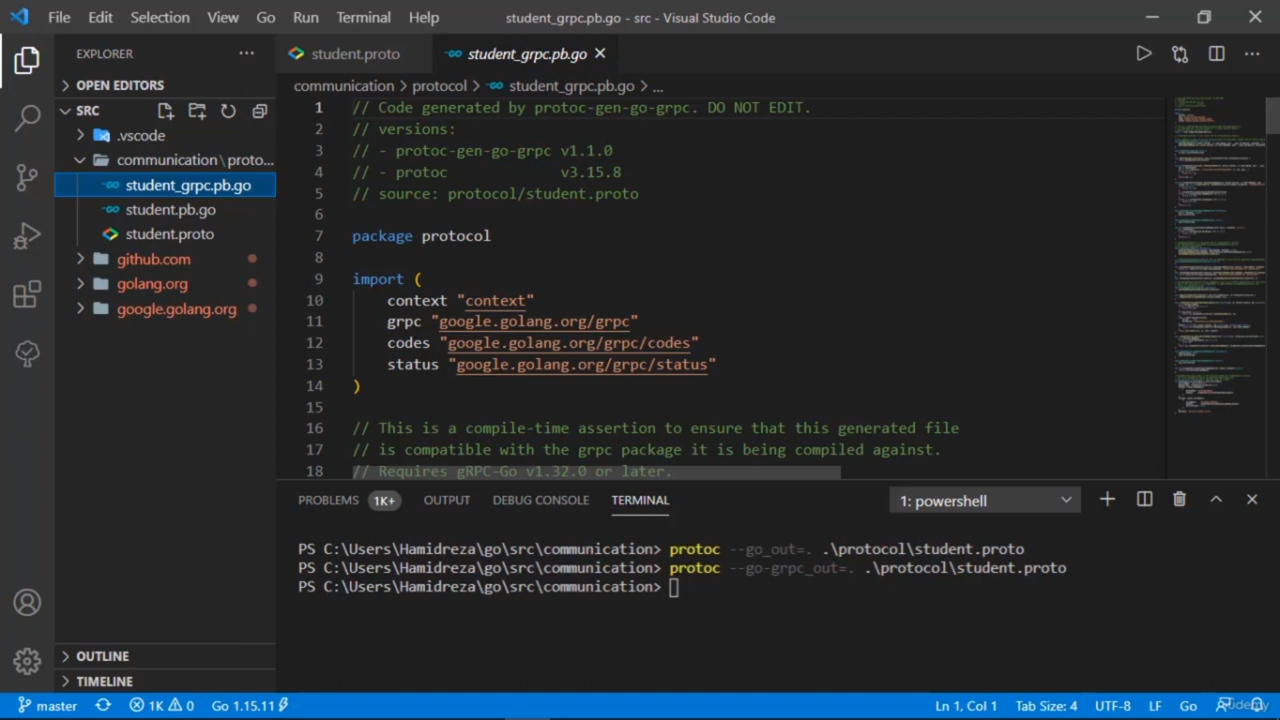 File Edit Selection View Go Run Terminal Help student_grpc.pb.go - src - Visual Studio Code
EXPLORER
OPEN EDITORS
SRC
.vscode
communication\proto...
student_grpc.pb.go
student.pb.go
student.proto
github.com
golang.org
google.golang.org
OUTLINE
TIMELINE
student.proto student_grpc.pb.go
communication > protocol > student_grpc.pb.go > ...
1 // Code generated by protoc-gen-go-grpc. DO NOT EDIT.
2 // versions:
3 // - protoc-gen-go-grpc v1.1.0
4 // - protoc v3.15.8
5 // source: protocol/student.proto
6
7 package protocol
8
9 import (
10 context "context"
11 grpc "google.golang.org/grpc"
12 codes "google.golang.org/grpc/codes"
13 status "google.golang.org/grpc/status"
14 )
15
16 // This is a compile-time assertion to ensure that this generated file
17 // is compatible with the grpc package it is being compiled against.
18 // Requires gRPC-Go v1.32.0 or later.
PROBLEMS 1K+ OUTPUT DEBUG CONSOLE TERMINAL 1: powershell
PS C:\Users\Hamidreza\go\src\communication> protoc --go_out=. .\protocol\student.proto
PS C:\Users\Hamidreza\go\src\communication> protoc --go-grpc_out=. .\protocol\student.proto
PS C:\Users\Hamidreza\go\src\communication>
master 1K 0 Go 1.15.11 Ln 1, Col 1 Tab Size: 4 UTF-8 LF Go